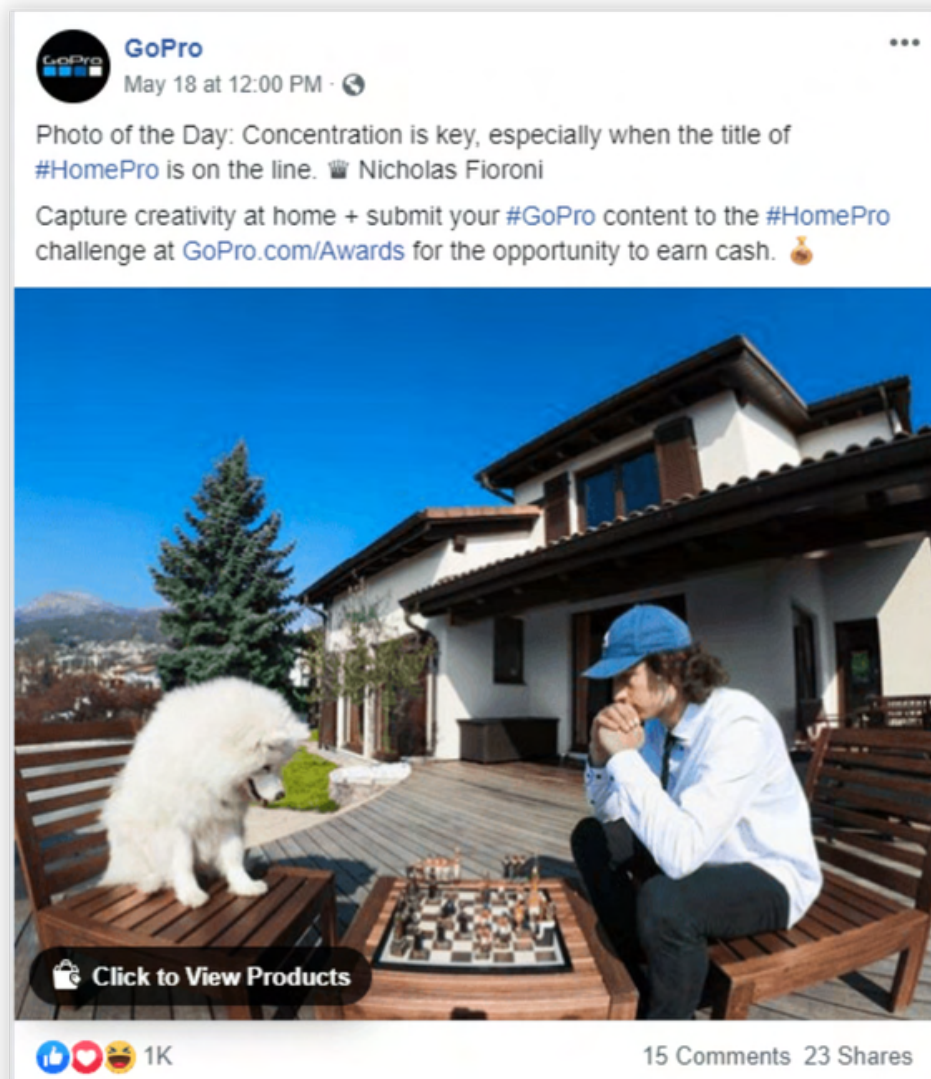 GoPro
GoPro
May 18 at 12:00 PM ·
Photo of the Day: Concentration is key, especially when the title of
#HomePro is on the line. ♛ Nicholas Fioroni
Capture creativity at home + submit your #GoPro content to the #HomePro
challenge at GoPro.com/Awards for the opportunity to earn cash. 💰
Click to View Products
1K
15 Comments 23 Shares